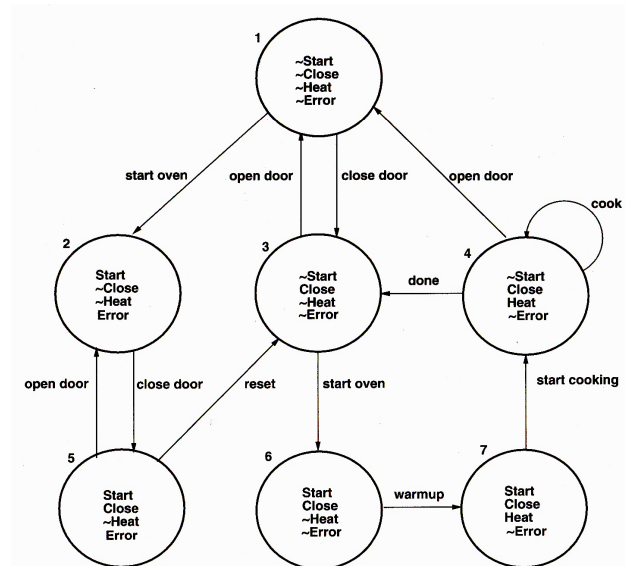 1
~Start
~Close
~Heat
~Error
start oven
open door
close door
open door
cook
2
Start
~Close
~Heat
Error
3
~Start
Close
~Heat
~Error
done
4
~Start
Close
Heat
~Error
open door
close door
reset
start oven
start cooking
5
Start
Close
~Heat
Error
6
Start
Close
~Heat
~Error
warmup
7
Start
Close
Heat
~Error